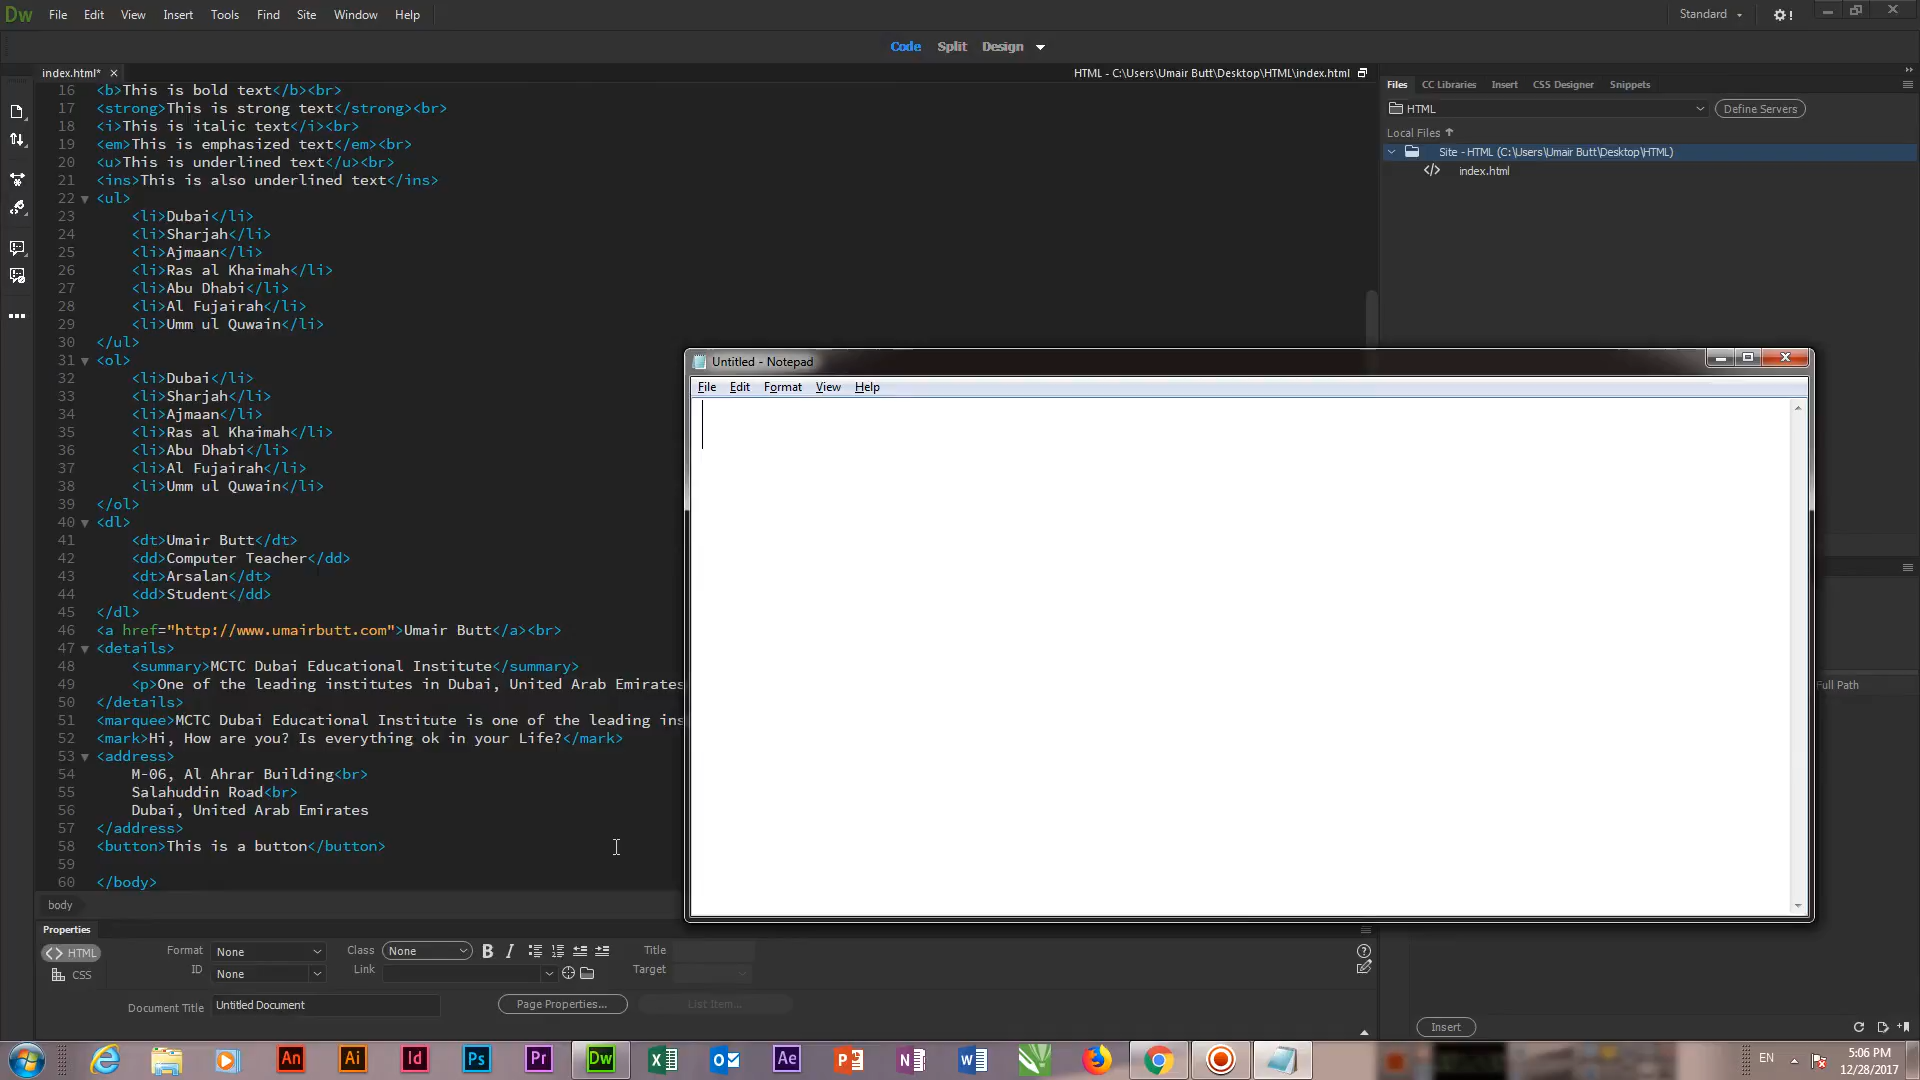 Dw File Edit View Insert Tools Find Site Window Help Standard
Code Split Design
index.html* HTML - C:\Users\Umair Butt\Desktop\HTML\index.html
16 <b>This is bold text</b><br>
17 <strong>This is strong text</strong><br>
18 <i>This is italic text</i><br>
19 <em>This is emphasized text</em><br>
20 <u>This is underlined text</u><br>
21 <ins>This is also underlined text</ins>
22 <ul>
23 <li>Dubai</li>
24 <li>Sharjah</li>
25 <li>Ajmaan</li>
26 <li>Ras al Khaimah</li>
27 <li>Abu Dhabi</li>
28 <li>Al Fujairah</li>
29 <li>Umm ul Quwain</li>
30 </ul>
31 <ol>
32 <li>Dubai</li>
33 <li>Sharjah</li>
34 <li>Ajmaan</li>
35 <li>Ras al Khaimah</li>
36 <li>Abu Dhabi</li>
37 <li>Al Fujairah</li>
38 <li>Umm ul Quwain</li>
39 </ol>
40 <dl>
41 <dt>Umair Butt</dt>
42 <dd>Computer Teacher</dd>
43 <dt>Arsalan</dt>
44 <dd>Student</dd>
45 </dl>
46 <a href="http://www.umairbutt.com">Umair Butt</a><br>
47 <details>
48 <summary>MCTC Dubai Educational Institute</summary>
49 <p>One of the leading institutes in Dubai, United Arab Emirates
50 </details>
51 <marquee>MCTC Dubai Educational Institute is one of the leading ins
52 <mark>Hi, How are you? Is everything ok in your Life?</mark>
53 <address>
54 M-06, Al Ahrar Building<br>
55 Salahuddin Road<br>
56 Dubai, United Arab Emirates
57 </address>
58 <button>This is a button</button>
59
60 </body>
body
Properties
HTML Format None Class None B I Title
CSS ID None Link Target
Document Title Untitled Document Page Properties... List Item...
Files CC Libraries Insert CSS Designer Snippets
HTML Define Servers
Local Files
Site - HTML (C:\Users\Umair Butt\Desktop\HTML)
index.html
Untitled - Notepad
File Edit Format View Help
Full Path
Insert
An Ai Id Ps Pr Dw Ae
EN 5:06 PM
12/28/2017